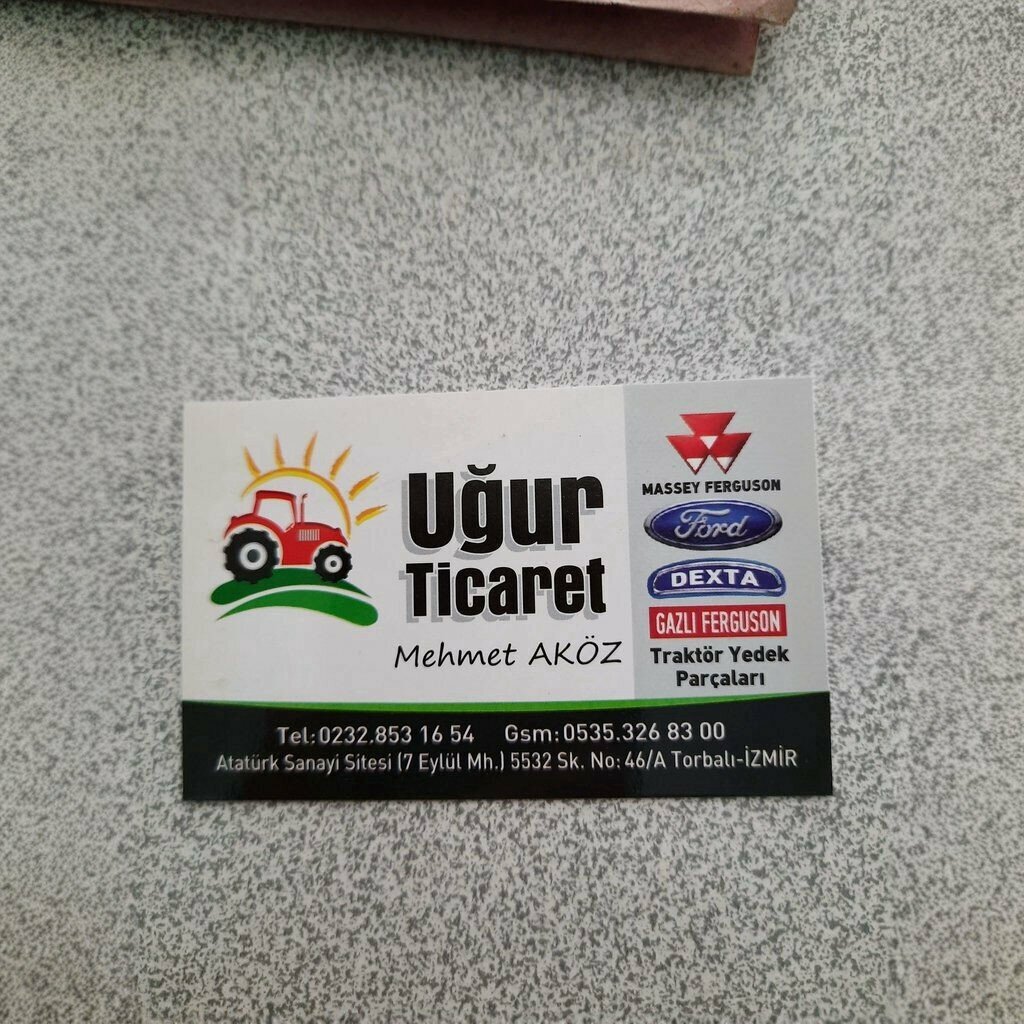 Uğur
Ticaret
Mehmet AKÖZ
MASSEY FERGUSON
Ford
DEXTA
GAZLI FERGUSON
Traktör Yedek
Parçaları
Tel:0232.853 16 54 Gsm:0535.326 83 00
Atatürk Sanayi Sitesi (7 Eylül Mh.) 5532 Sk. No:46/A Torbalı-İZMİR